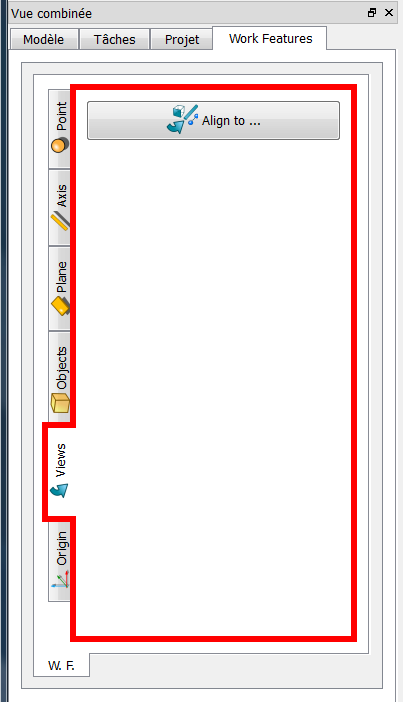 Vue combinée
Modèle
Tâches
Projet
Work Features
Point
Axis
Plane
Objects
Views
Origin
Align to ...
W. F.